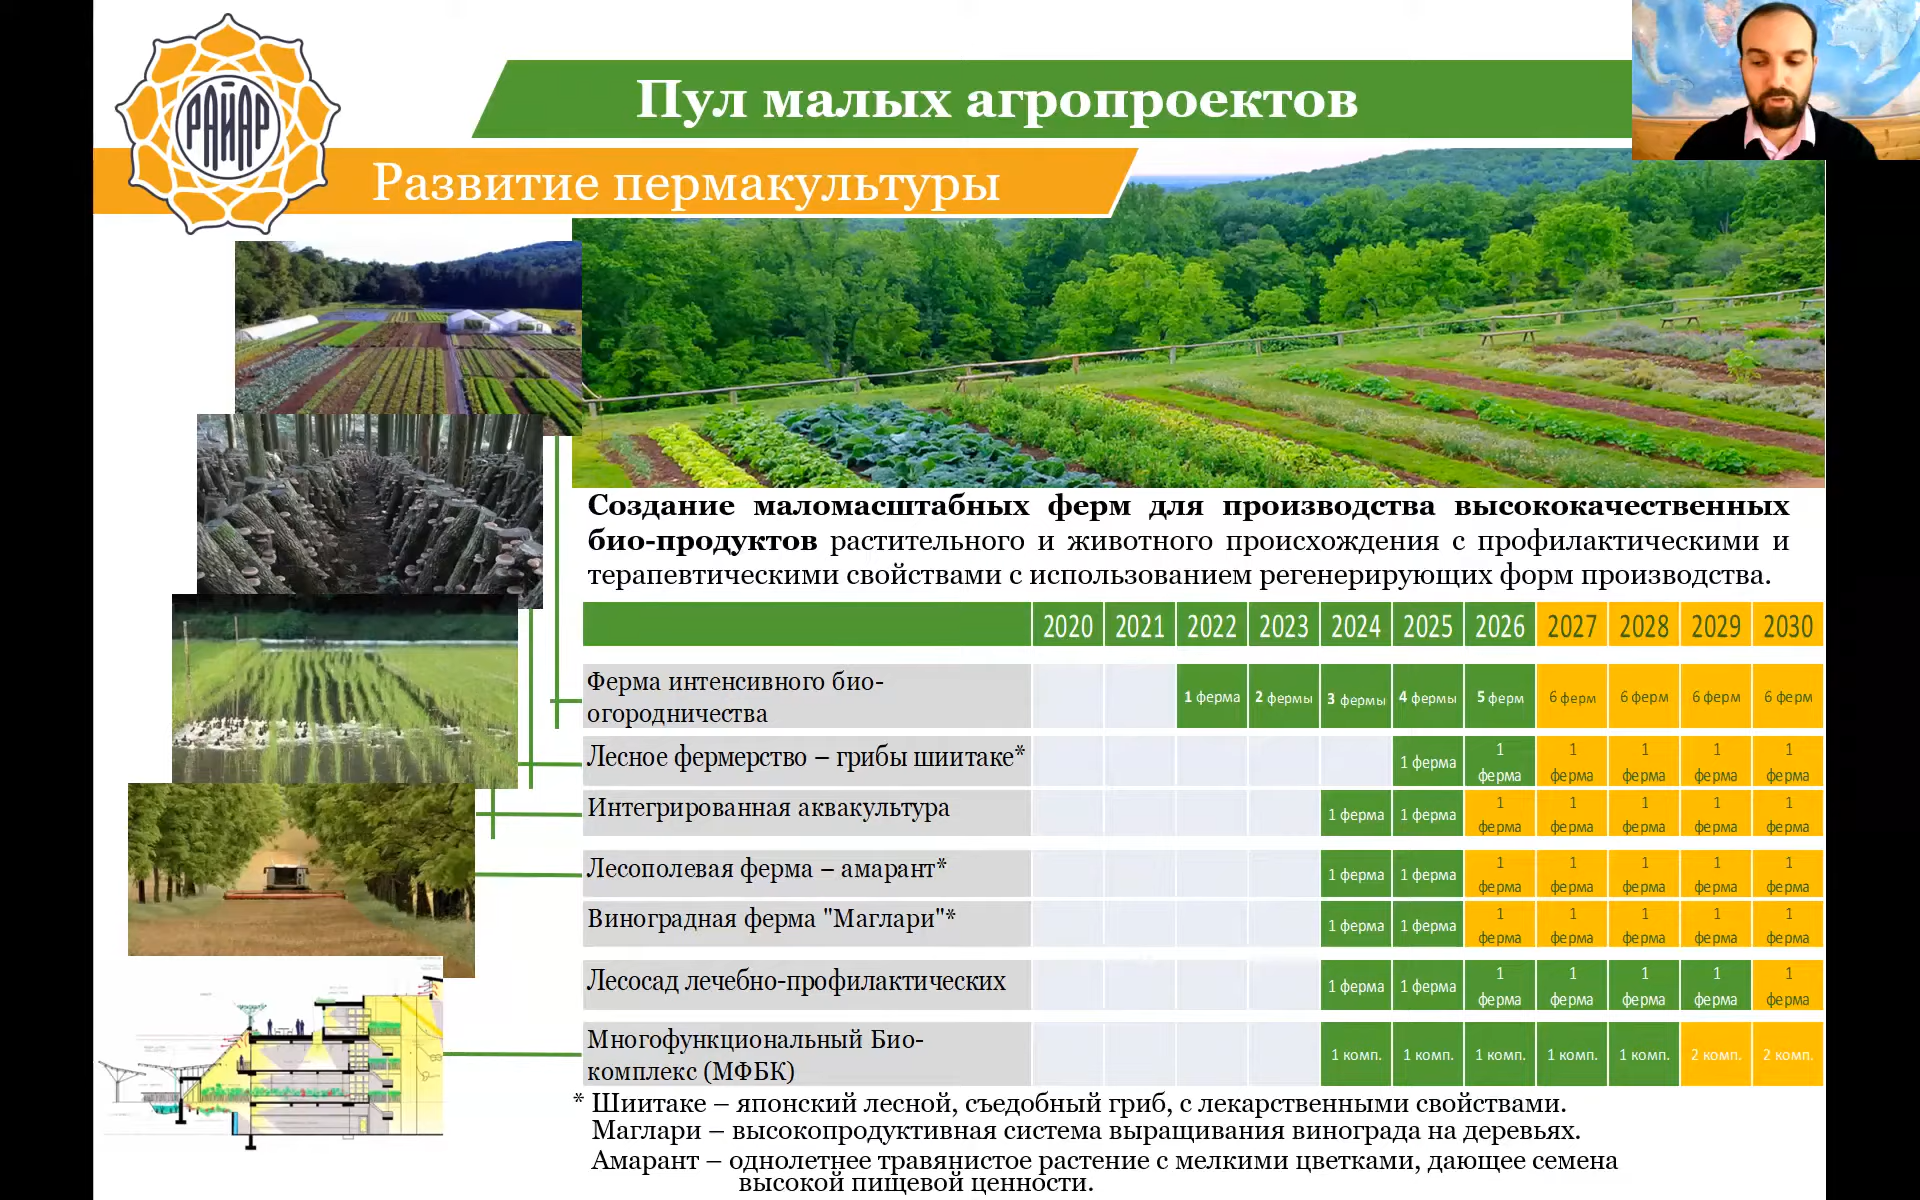 РАЙАР
Пул малых агропроектов
Развитие пермакультуры
Создание маломасштабных ферм для производства высококачественных
био-продуктов растительного и животного происхождения с профилактическими и
терапевтическими свойствами с использованием регенерирующих форм производства.
2020 2021 2022 2023 2024 2025 2026 2027 2028 2029 2030
Ферма интенсивного био-
огородничества
1 ферма 2 фермы 3 фермы 4 фермы 5 ферм 6 ферм 6 ферм 6 ферм 6 ферм
Лесное фермерство – грибы шиитаке*
1 ферма 1 ферма 1 ферма 1 ферма 1 ферма 1 ферма
Интегрированная аквакультура
1 ферма 1 ферма 1 ферма 1 ферма 1 ферма 1 ферма 1 ферма
Лесополевая ферма – амарант*
1 ферма 1 ферма 1 ферма 1 ферма 1 ферма 1 ферма 1 ферма
Виноградная ферма "Маглари"*
1 ферма 1 ферма 1 ферма 1 ферма 1 ферма 1 ферма 1 ферма
Лесосад лечебно-профилактических
1 ферма 1 ферма 1 ферма 1 ферма 1 ферма 1 ферма 1 ферма
Многофункциональный Био-
комплекс (МФБК)
1 комп. 1 комп. 1 комп. 1 комп. 1 комп. 2 комп. 2 комп.
* Шиитаке – японский лесной, съедобный гриб, с лекарственными свойствами.
Маглари – высокопродуктивная система выращивания винограда на деревьях.
Амарант – однолетнее травянистое растение с мелкими цветками, дающее семена
высокой пищевой ценности.